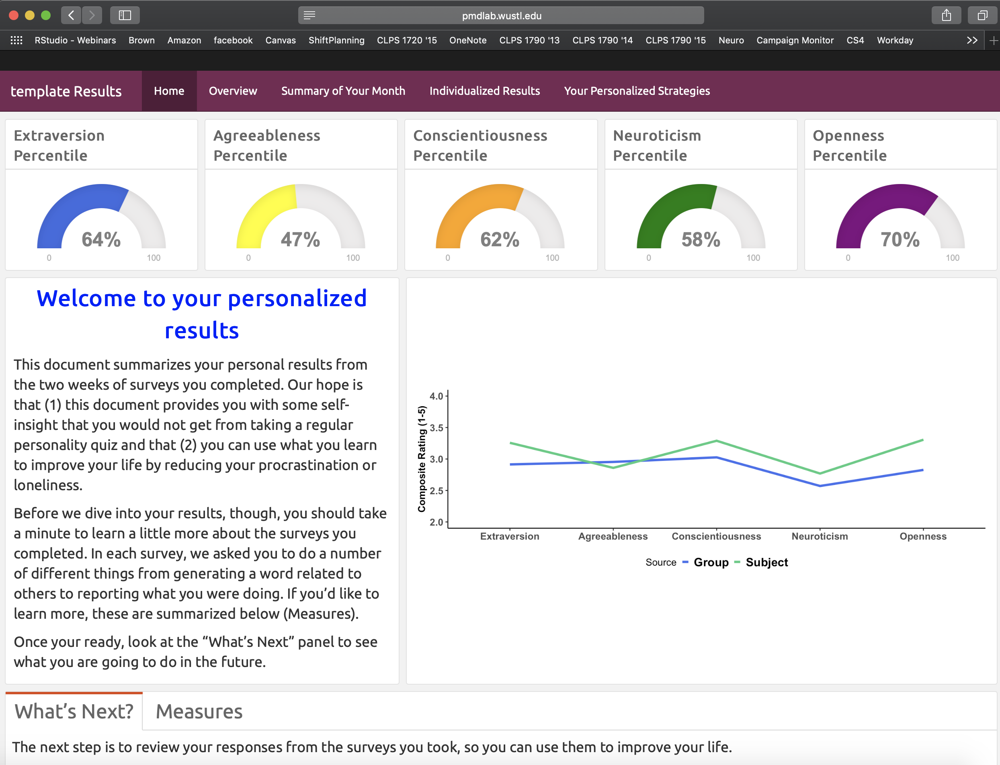 pmdlab.wustl.edu
RStudio - Webinars Brown Amazon facebook Canvas ShiftPlanning CLPS 1720 '15 OneNote CLPS 1790 '13 CLPS 1790 '14 CLPS 1790 '15 Neuro Campaign Monitor CS4 Workday
template Results Home Overview Summary of Your Month Individualized Results Your Personalized Strategies
Extraversion
Percentile
64%
0 100
Agreeableness
Percentile
47%
0 100
Conscientiousness
Percentile
62%
0 100
Neuroticism
Percentile
58%
0 100
Openness
Percentile
70%
0 100
Welcome to your personalized
results
This document summarizes your personal results from
the two weeks of surveys you completed. Our hope is
that (1) this document provides you with some self-
insight that you would not get from taking a regular
personality quiz and that (2) you can use what you learn
to improve your life by reducing your procrastination or
loneliness.
Before we dive into your results, though, you should take
a minute to learn a little more about the surveys you
completed. In each survey, we asked you to do a number
of different things from generating a word related to
others to reporting what you were doing. If you’d like to
learn more, these are summarized below (Measures).
Once your ready, look at the “What’s Next” panel to see
what you are going to do in the future.
Composite Rating (1-5)
4.0
3.5
3.0
2.5
2.0
Extraversion Agreeableness Conscientiousness Neuroticism Openness
Source Group Subject
What’s Next? Measures
The next step is to review your responses from the surveys you took, so you can use them to improve your life.